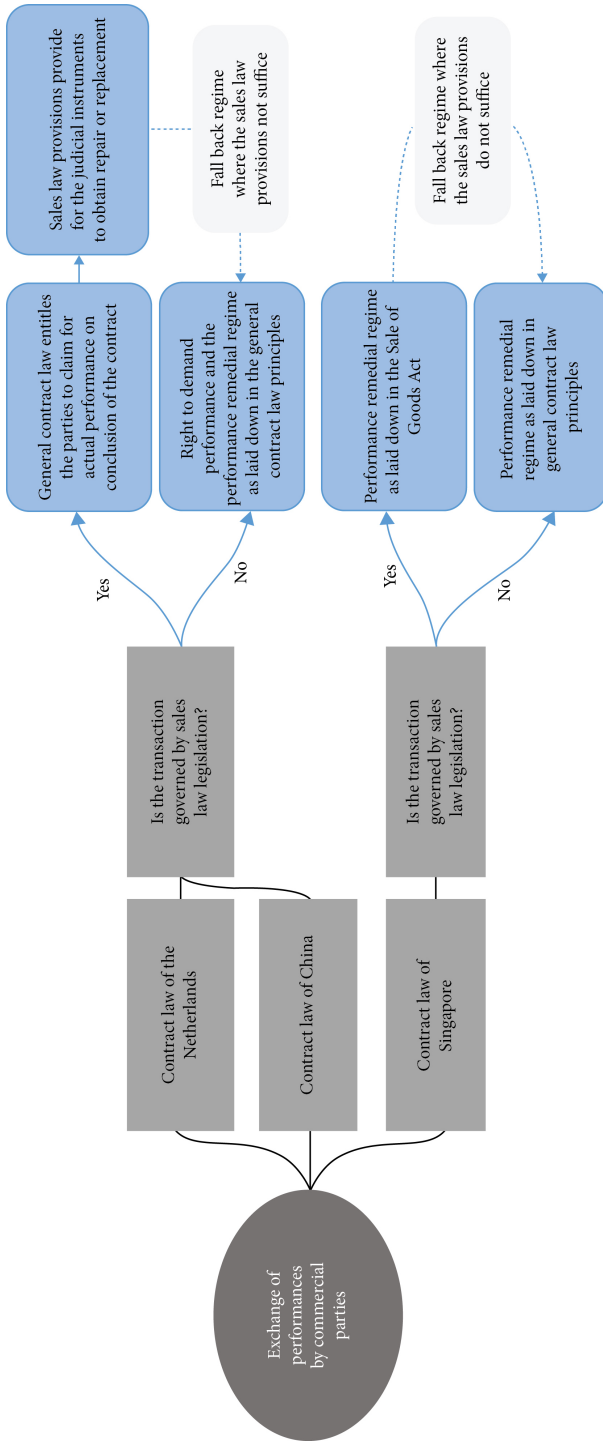 Exchange of
performances
by commercial
parties
Contract law of the
Netherlands
Contract law of China
Contract law of
Singapore
Is the transaction
governed by sales
law legislation?
Is the transaction
governed by sales
law legislation?
Yes
No
Yes
No
General contract law entitles
the parties to claim for
actual performance on
conclusion of the contract
Right to demand
performance and the
performance remedial regime
as laid down in the general
contract law principles
Performance remedial regime
as laid down in the Sale of
Goods Act
Performance remedial
regime as laid down in
general contract law
principles
Sales law provisions provide
for the judicial instruments
to obtain repair or replacement
Fall back regime
where the sales law
provisions not suffice
Fall back regime where
the sales law provisions
do not suffice